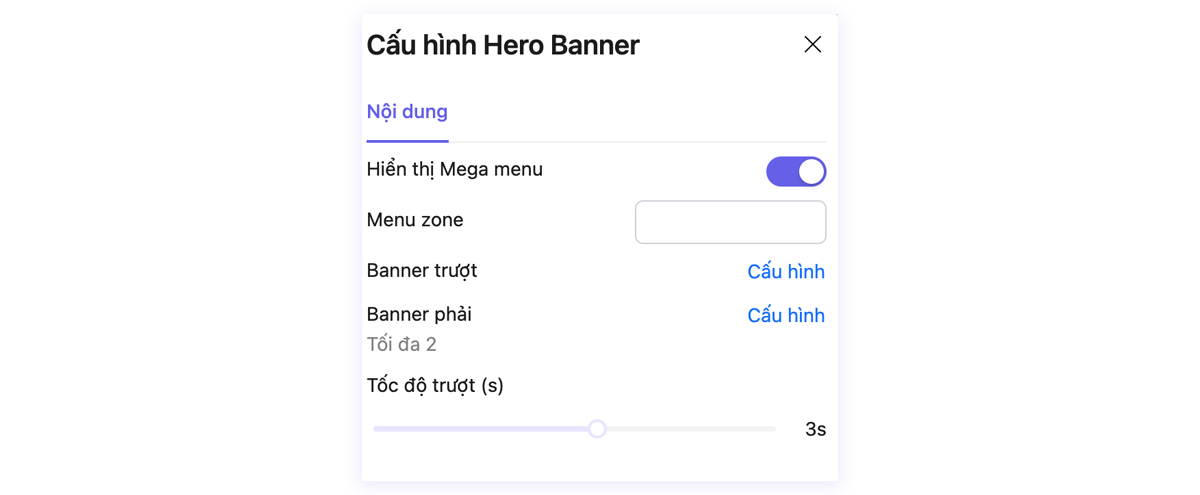 Cấu hình Hero Banner
Nội dung
Hiển thị Mega menu
Menu zone
Banner trượt
Cấu hình
Banner phải
Cấu hình
Tối đa 2
Tốc độ trượt (s)
3s